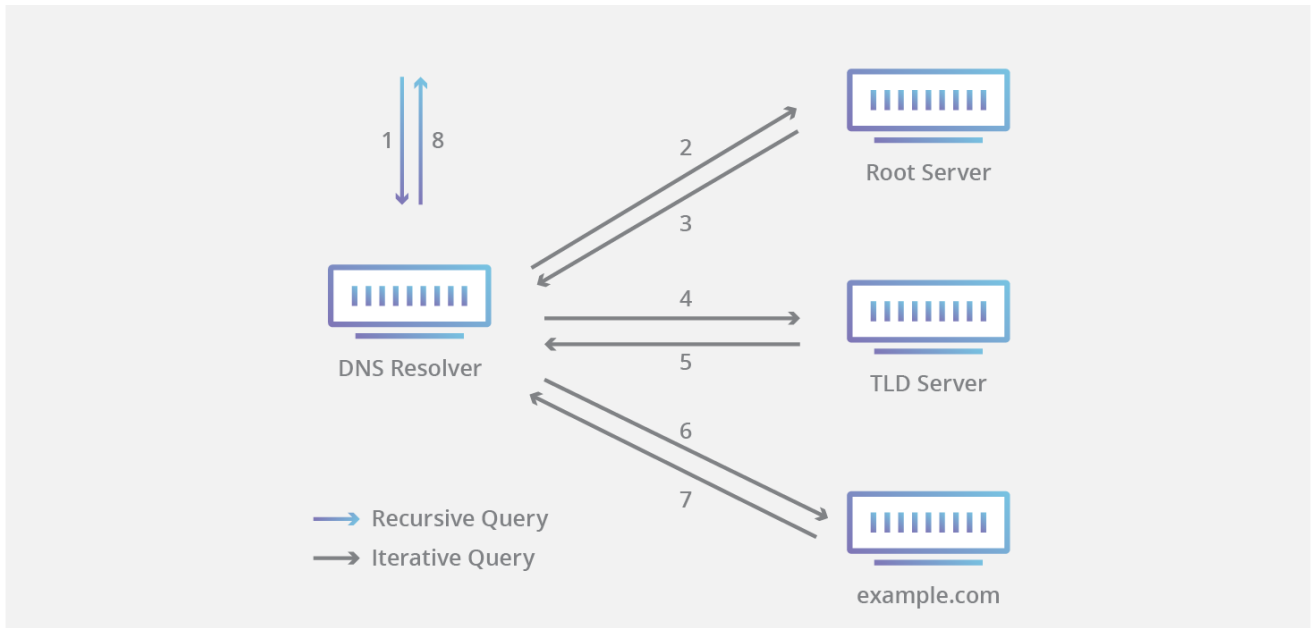 1
8
2
3
Root Server
4
5
DNS Resolver
TLD Server
6
7
Recursive Query
Iterative Query
example.com